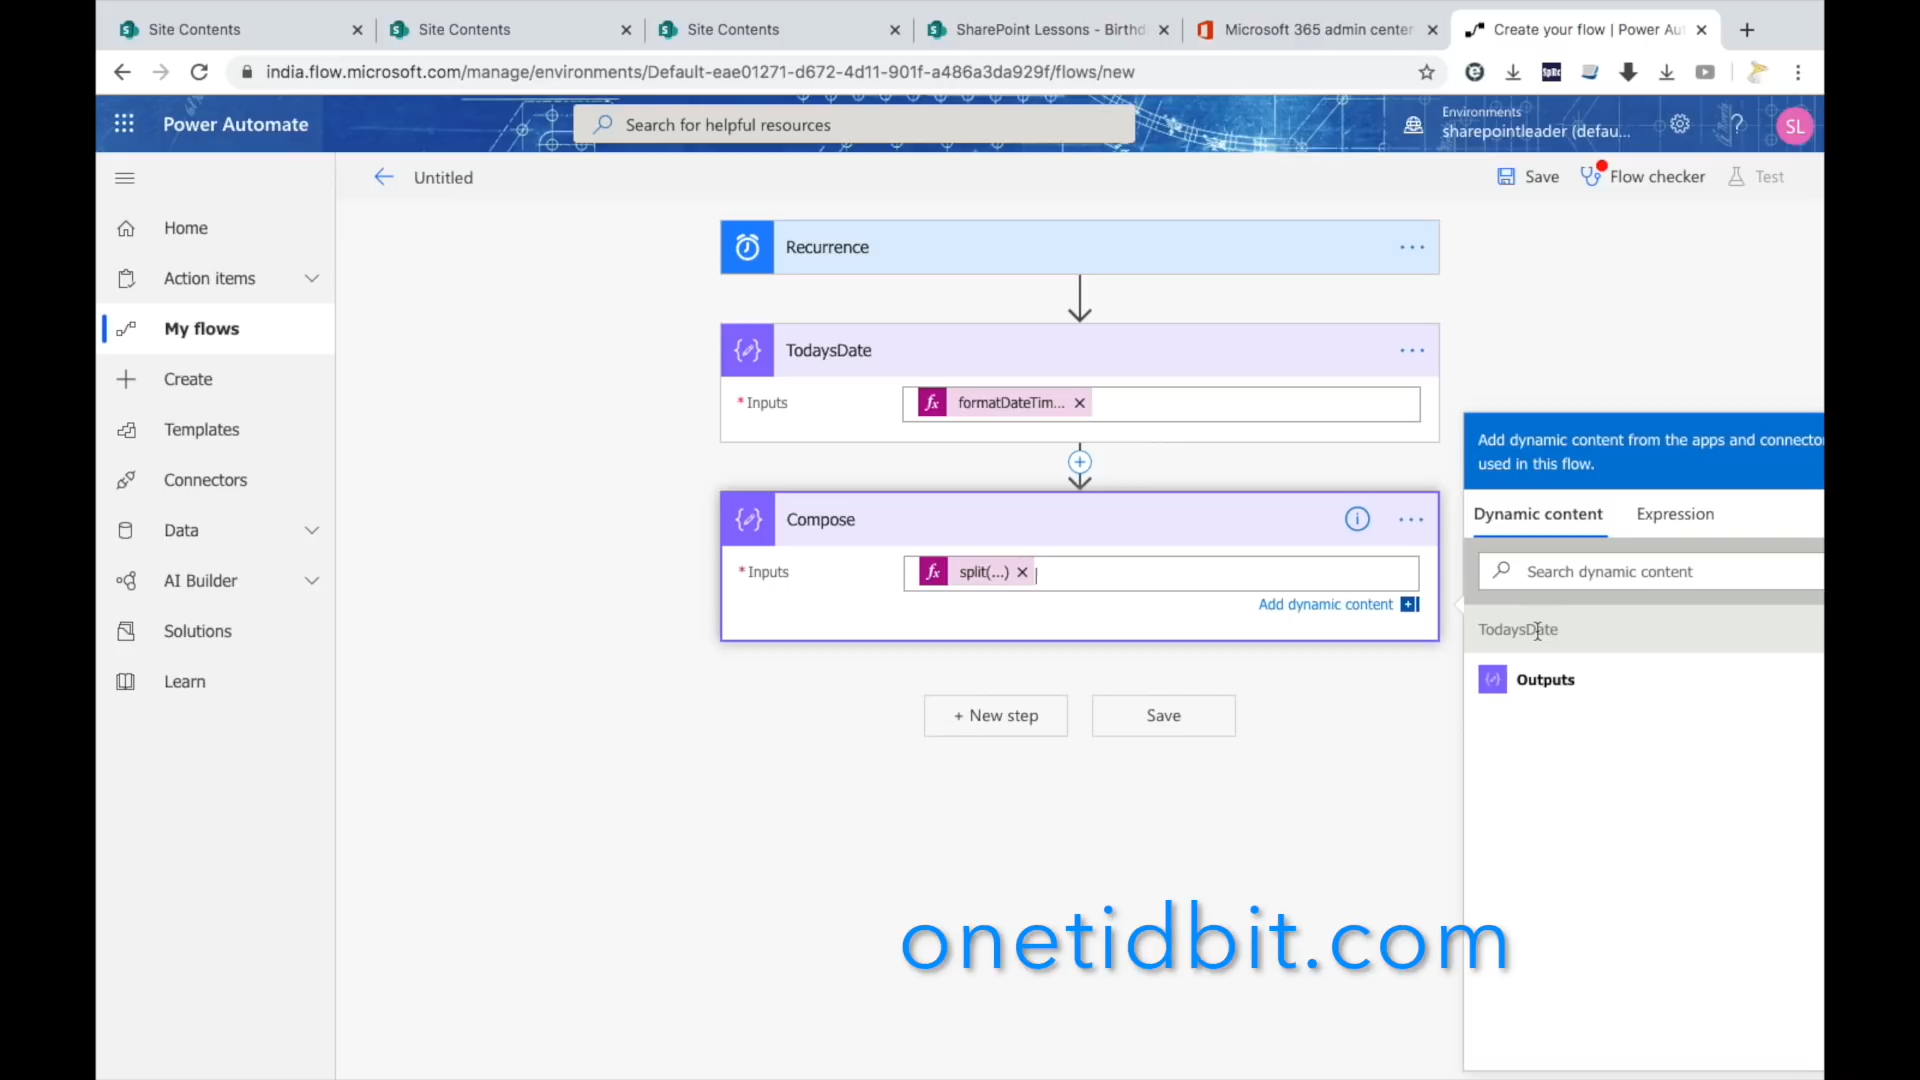 Site Contents
Site Contents
Site Contents
SharePoint Lessons - Birthd
Microsoft 365 admin center
Create your flow | Power Aut
india.flow.microsoft.com/manage/environments/Default-eae01271-d672-4d11-901f-a486a3da929f/flows/new
Power Automate
Search for helpful resources
Environments
sharepointleader (defau...
?
SL
Untitled
Save
Flow checker
Test
Home
Action items
My flows
Create
Templates
Connectors
Data
AI Builder
Solutions
Learn
Recurrence
...
TodaysDate
...
* Inputs
fx formatDateTim... ×
Compose
...
* Inputs
fx split(...) ×
Add dynamic content
+ New step
Save
Add dynamic content from the apps and connecto
used in this flow.
Dynamic content
Expression
Search dynamic content
TodaysDate
Outputs
onetidbit.com